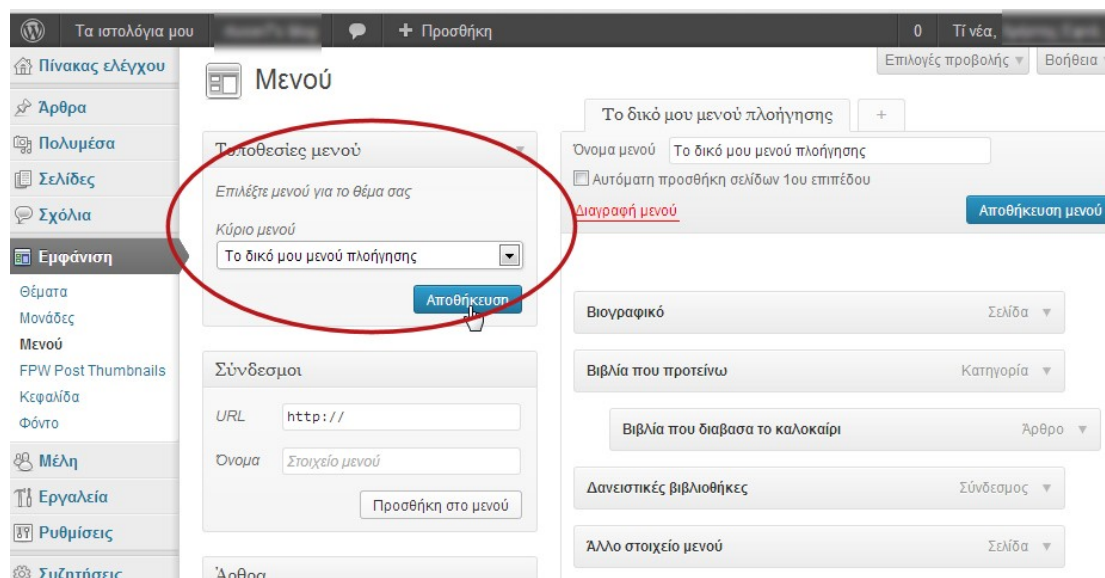 Τα ιστολόγια μου
Προσθήκη
0 Τί νέα,
Πίνακας ελέγχου
Άρθρα
Πολυμέσα
Σελίδες
Σχόλια
Εμφάνιση
Θέματα
Μονάδες
Μενού
FPW Post Thumbnails
Κεφαλίδα
Φόντο
Μέλη
Εργαλεία
Ρυθμίσεις
Συζητήσεις
Επιλογές προβολής Βοήθεια
Μενού
Τοποθεσίες μενού
Επιλέξτε μενού για το θέμα σας
Κύριο μενού
Το δικό μου μενού πλοήγησης
Αποθήκευση
Σύνδεσμοι
URL http://
Όνομα Στοιχείο μενού
Προσθήκη στο μενού
Άρθρα
Το δικό μου μενού πλοήγησης +
Όνομα μενού Το δικό μου μενού πλοήγησης
Αυτόματη προσθήκη σελίδων 1ου επιπέδου
Διαγραφή μενού Αποθήκευση μενού
Βιογραφικό Σελίδα
Βιβλία που προτείνω Κατηγορία
Βιβλία που διαβασα το καλοκαίρι Άρθρο
Δανειστικές βιβλιοθήκες Σύνδεσμος
Άλλο στοιχείο μενού Σελίδα